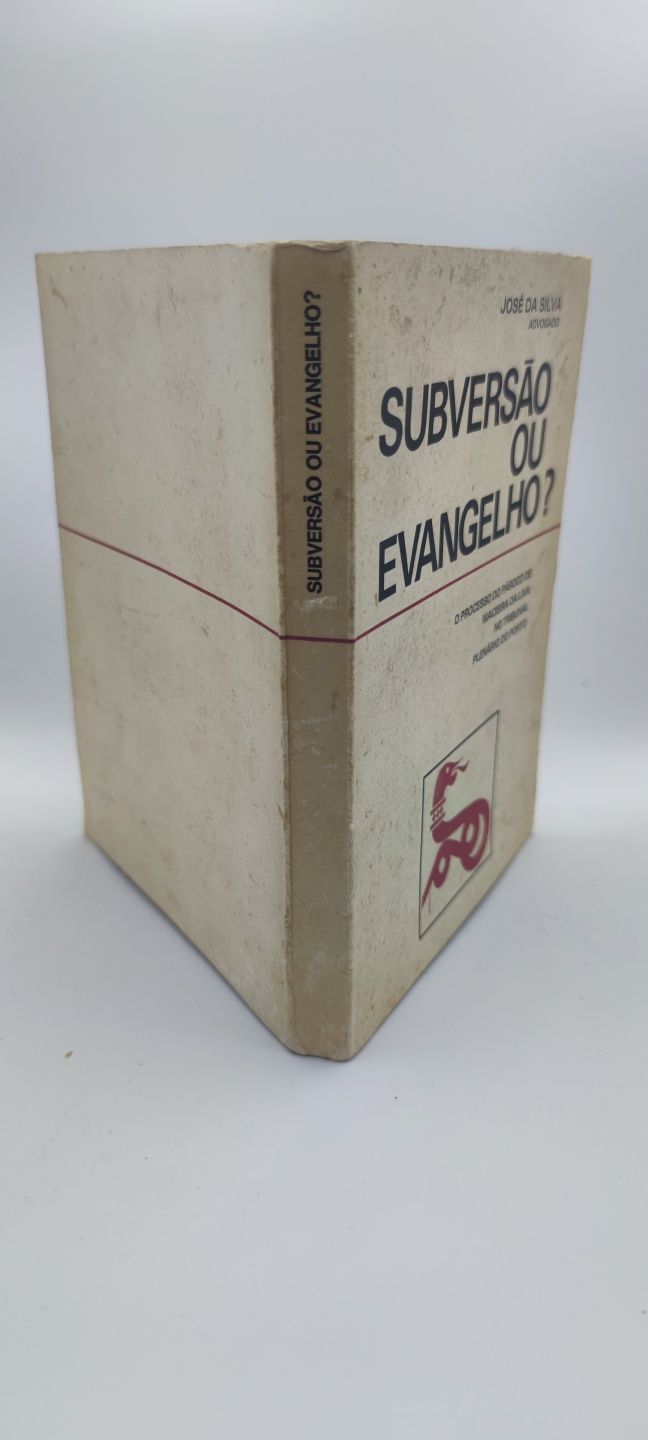 SUBVERSÃO OU EVANGELHO?
JOSÉ DA SILVA
ADVOGADO
SUBVERSÃO
OU
EVANGELHO?
O PROCESSO DO PÁROCO DE
MACIEIRA DA LIXA
NO TRIBUNAL
PLENÁRIO DO PORTO